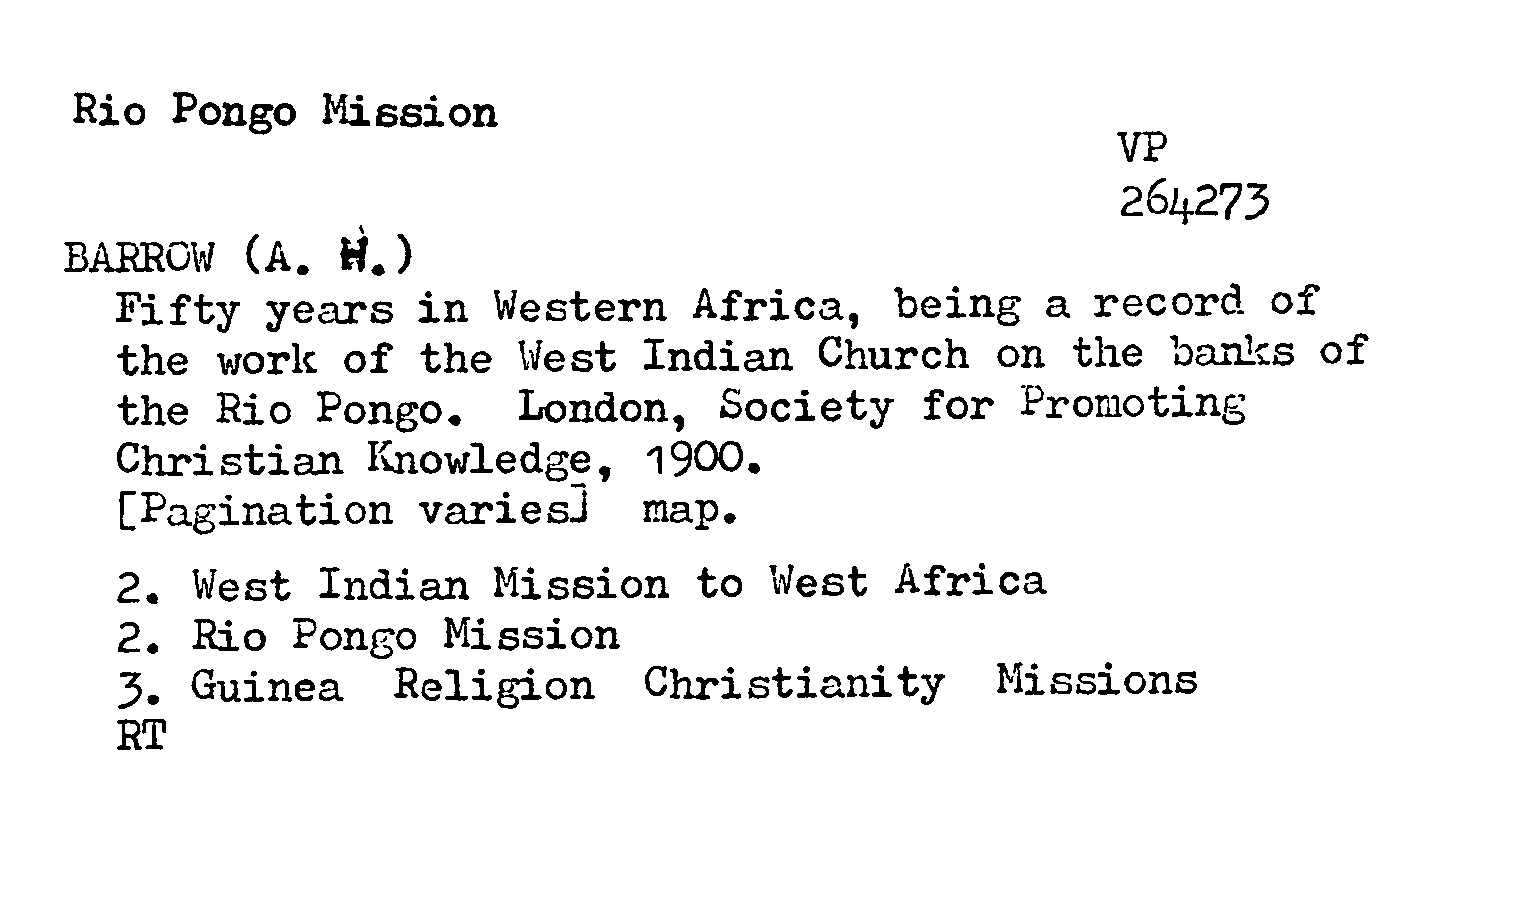 Rio Pongo Mission
VP
264273
BARROW (A. H.)
Fifty years in Western Africa, being a record of
the work of the West Indian Church on the banks of
the Rio Pongo. London, Society for Promoting
Christian Knowledge, 1900.
[Pagination varies] map.
2. West Indian Mission to West Africa
2. Rio Pongo Mission
3. Guinea Religion Christianity Missions
RT